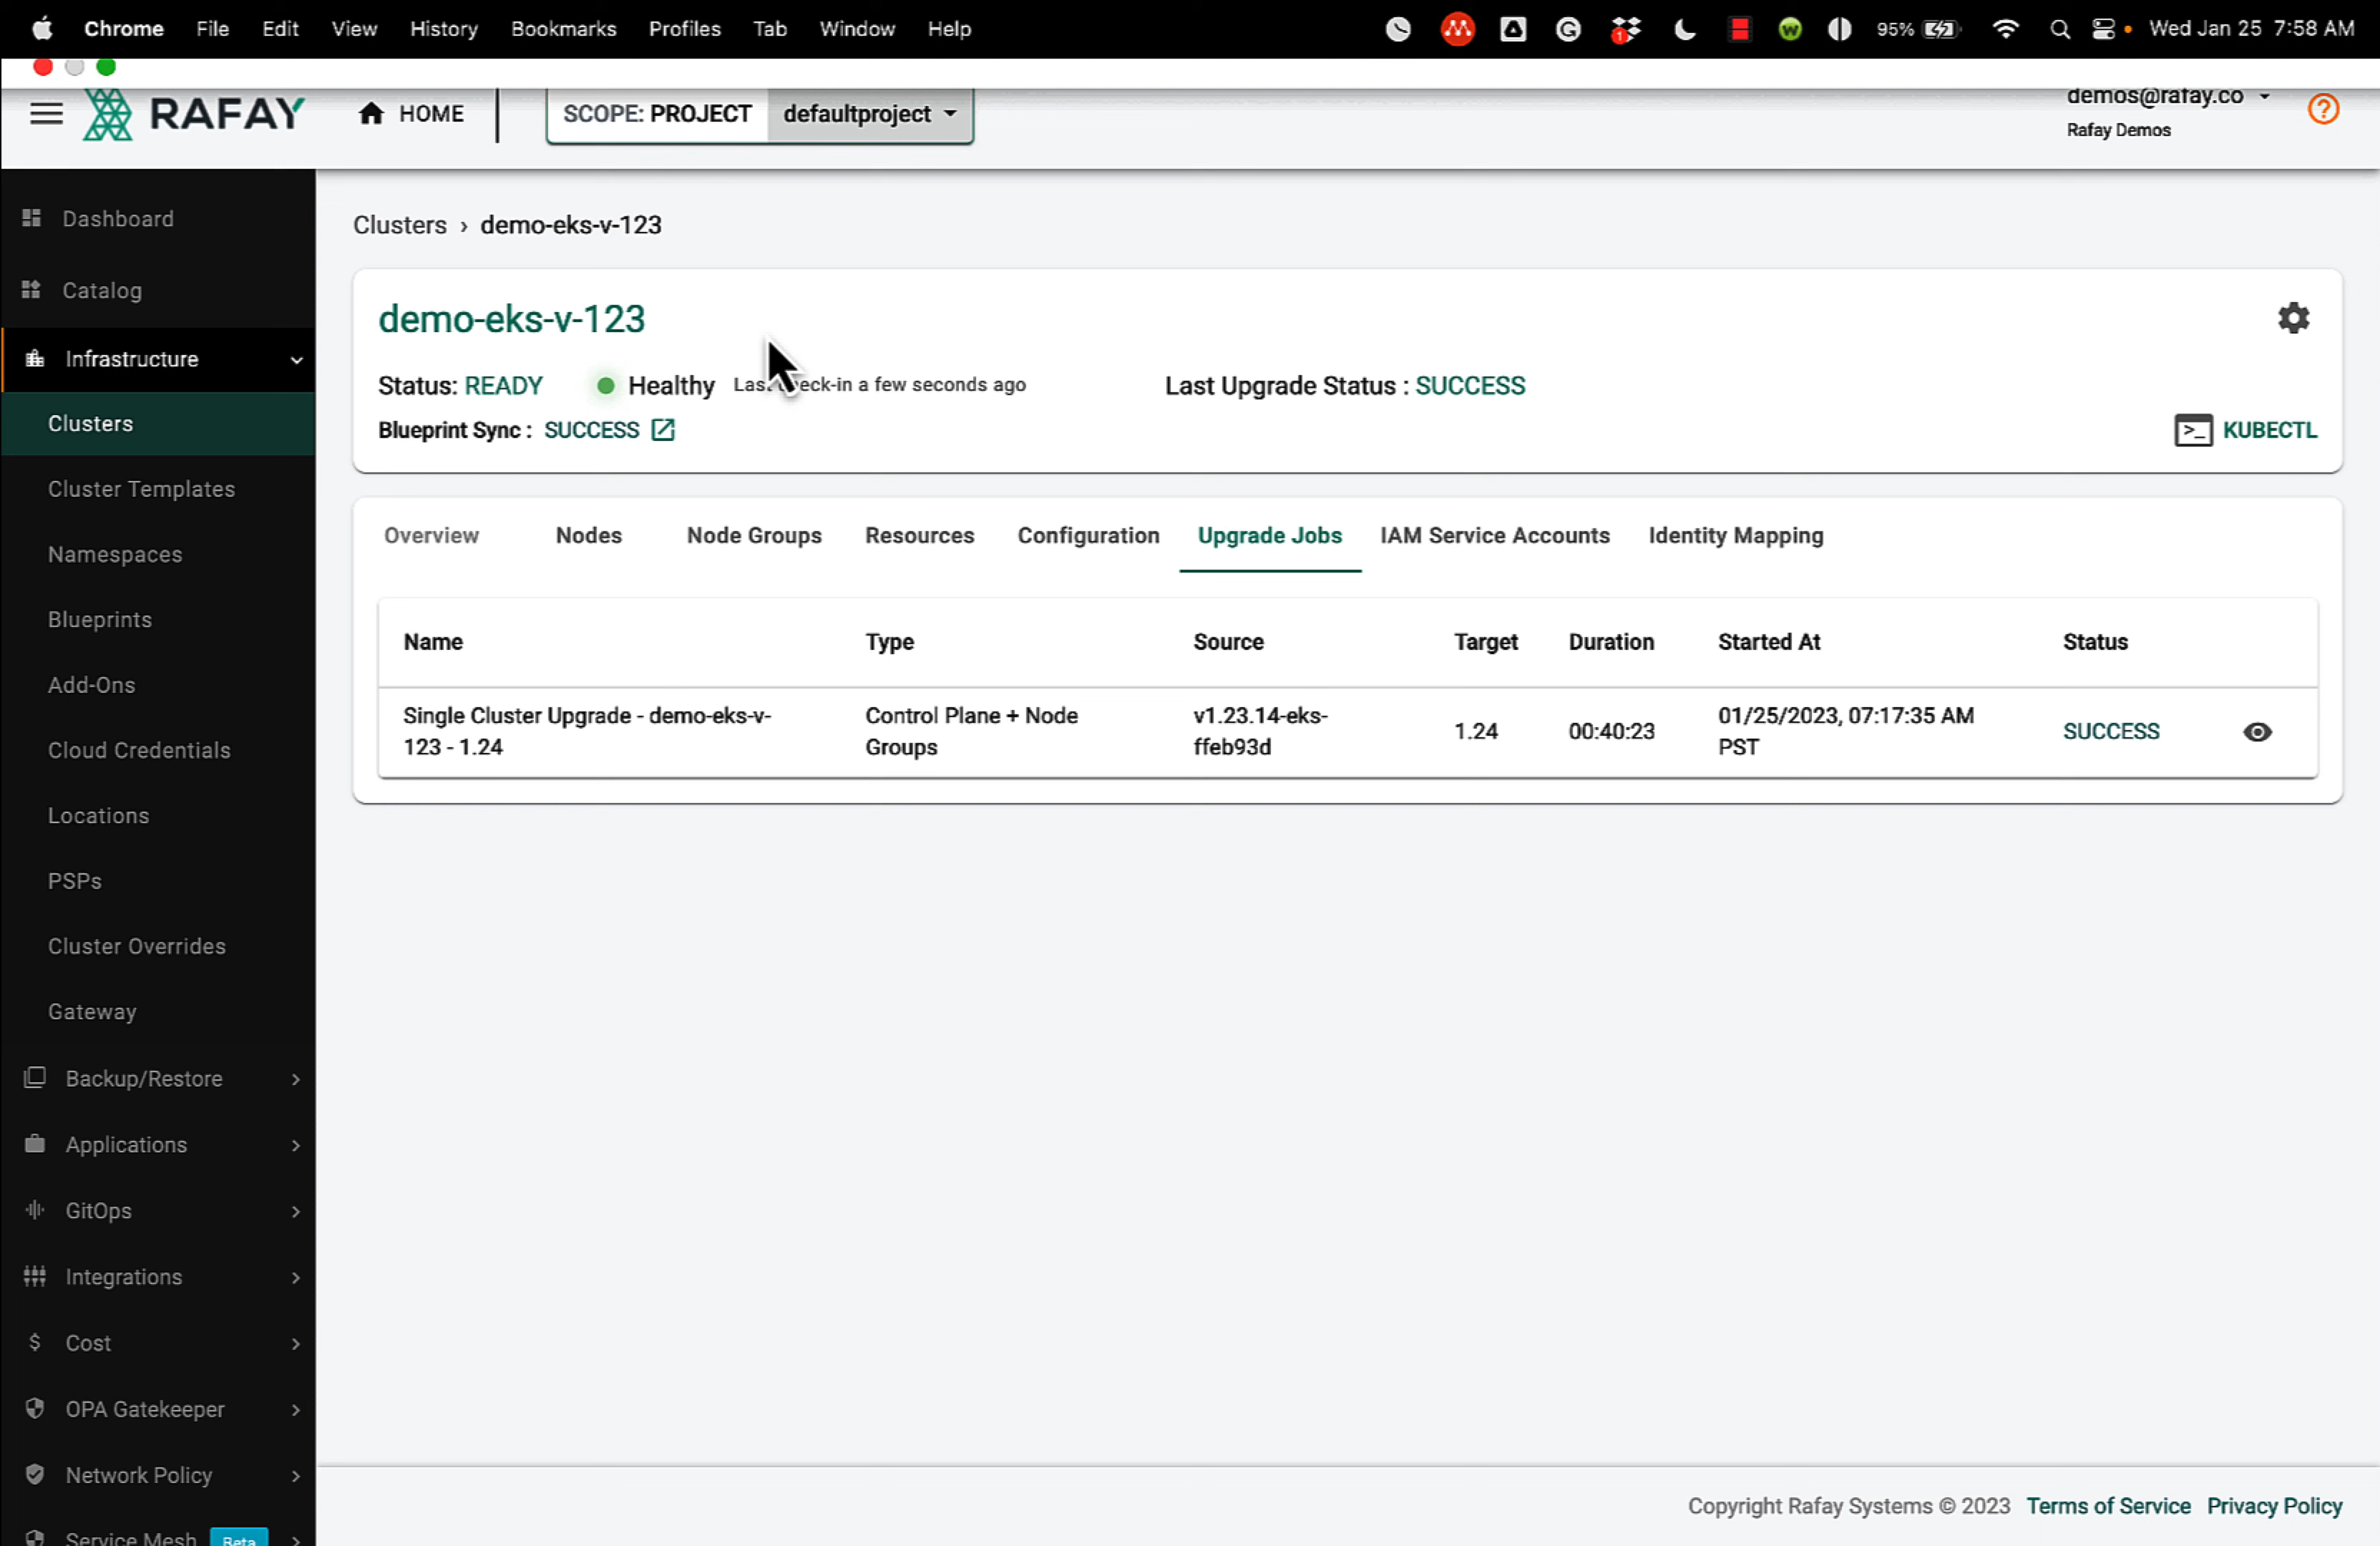 Chrome File Edit View History Bookmarks Profiles Tab Window Help 95% Wed Jan 25 7:58 AM
RAFAY HOME SCOPE: PROJECT defaultproject demos@rafay.co
Rafay Demos
Dashboard
Catalog
Infrastructure
Clusters
Cluster Templates
Namespaces
Blueprints
Add-Ons
Cloud Credentials
Locations
PSPs
Cluster Overrides
Gateway
Backup/Restore
Applications
GitOps
Integrations
Cost
OPA Gatekeeper
Network Policy
Service Mesh Beta
Clusters › demo-eks-v-123
demo-eks-v-123
Status: READY Healthy Last check-in a few seconds ago Last Upgrade Status : SUCCESS
Blueprint Sync : SUCCESS KUBECTL
Overview Nodes Node Groups Resources Configuration Upgrade Jobs IAM Service Accounts Identity Mapping
Name Type Source Target Duration Started At Status
Single Cluster Upgrade - demo-eks-v- Control Plane + Node v1.23.14-eks- 1.24 00:40:23 01/25/2023, 07:17:35 AM SUCCESS
123 - 1.24 Groups ffeb93d PST
Copyright Rafay Systems © 2023 Terms of Service Privacy Policy